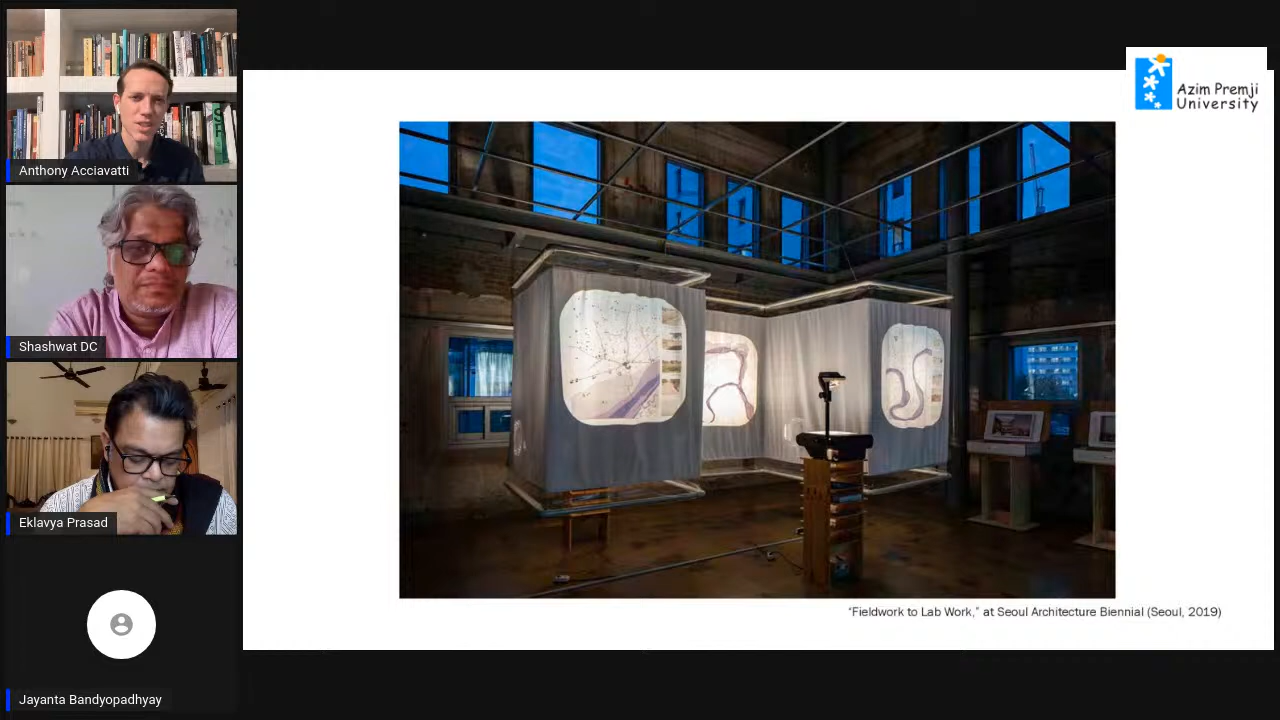 Anthony Acciavatti
Shashwat DC
Eklavya Prasad
Jayanta Bandyopadhyay
Azim Premji
University
“Fieldwork to Lab Work,” at Seoul Architecture Biennial (Seoul, 2019)